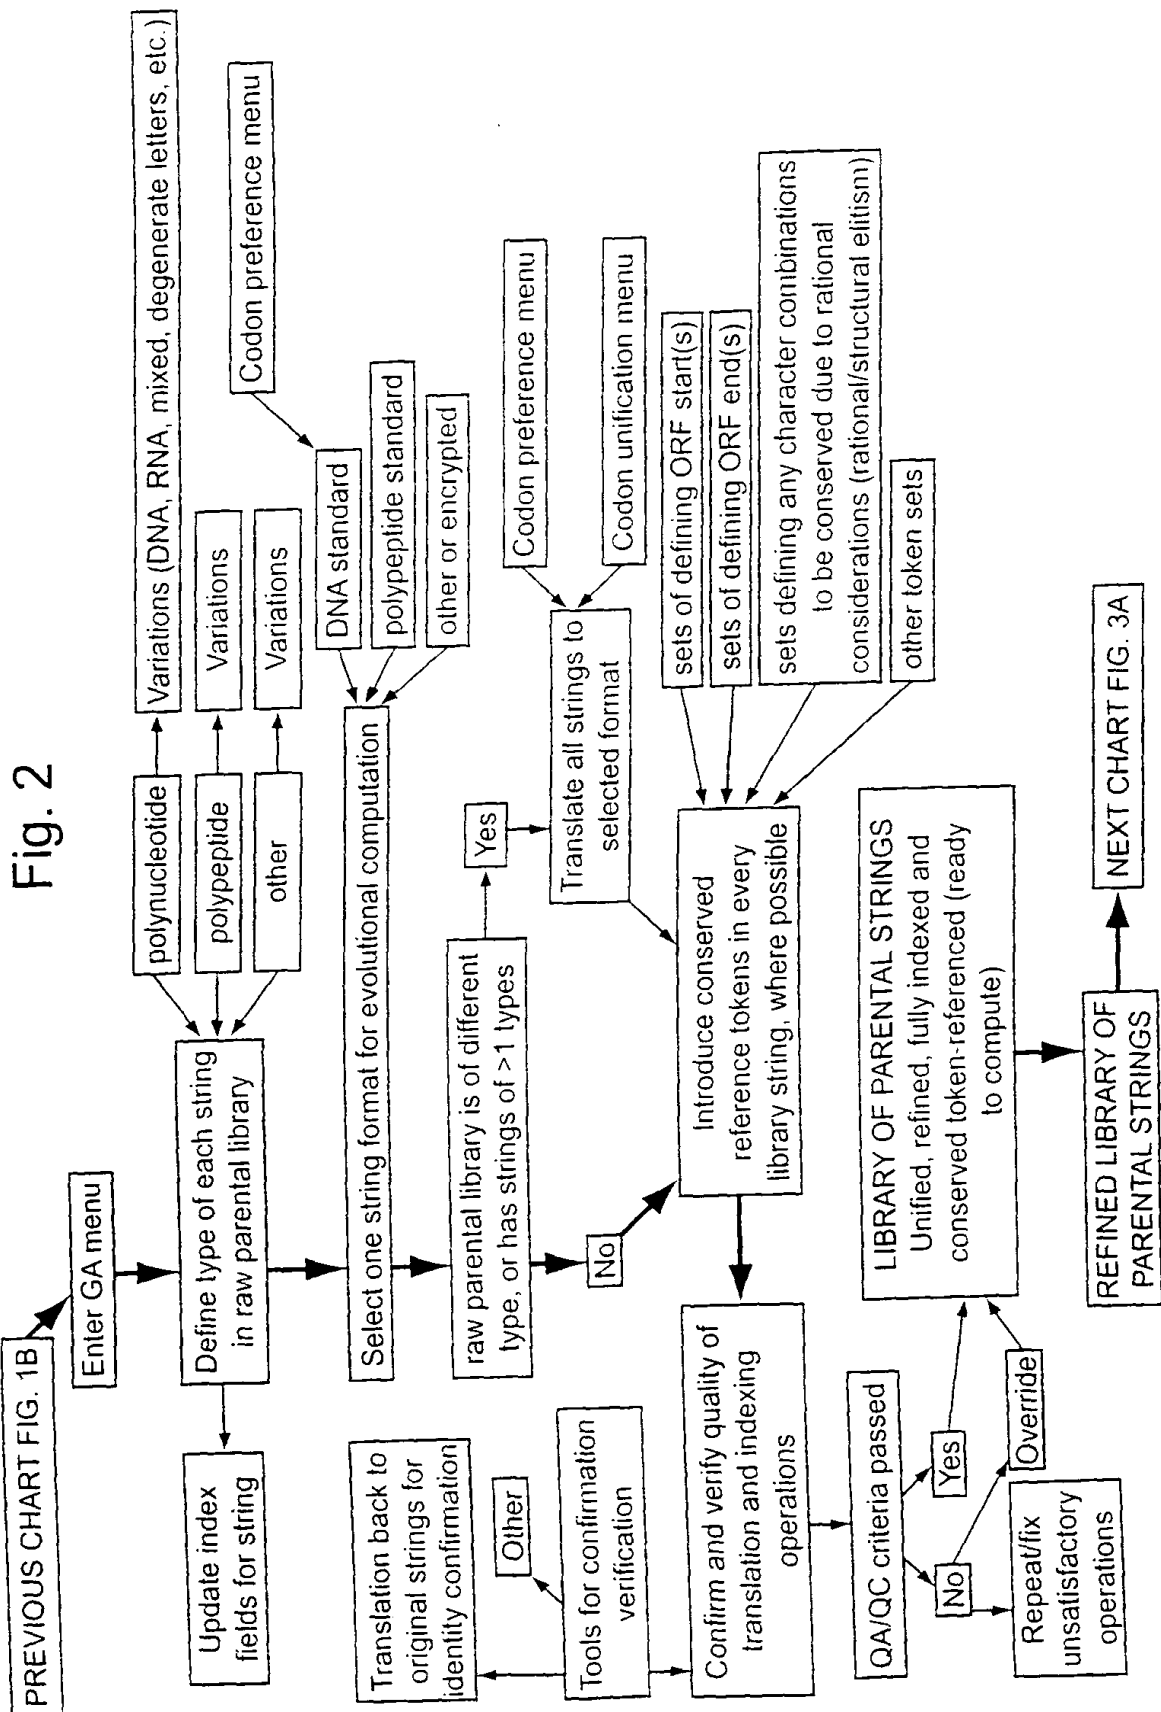 Fig. 2
PREVIOUS CHART FIG. 1B
Enter GA menu
Define type of each string
in raw parental library
Update index
fields for string
polynucleotide
Variations (DNA, RNA, mixed, degenerate letters, etc.)
polypeptide
Variations
other
Variations
Select one string format for evolutional computation
DNA standard
Codon preference menu
polypeptide standard
other or encrypted
raw parental library is of different
type, or has strings of >1 types
Yes
No
Translate all strings to
selected format
Codon preference menu
Codon unification menu
Introduce conserved
reference tokens in every
library string, where possible
sets of defining ORF start(s)
sets of defining ORF end(s)
sets defining any character combinations
to be conserved due to rational
considerations (rational/structural elitism)
other token sets
Translation back to
original strings for
identity confirmation
Other
Tools for confirmation
verification
Confirm and verify quality of
translation and indexing
operations
QA/QC criteria passed
Yes
No
Override
Repeat/fix
unsatisfactory
operations
LIBRARY OF PARENTAL STRINGS
Unified, refined, fully indexed and
conserved token-referenced (ready
to compute)
REFINED LIBRARY OF
PARENTAL STRINGS
NEXT CHART FIG. 3A